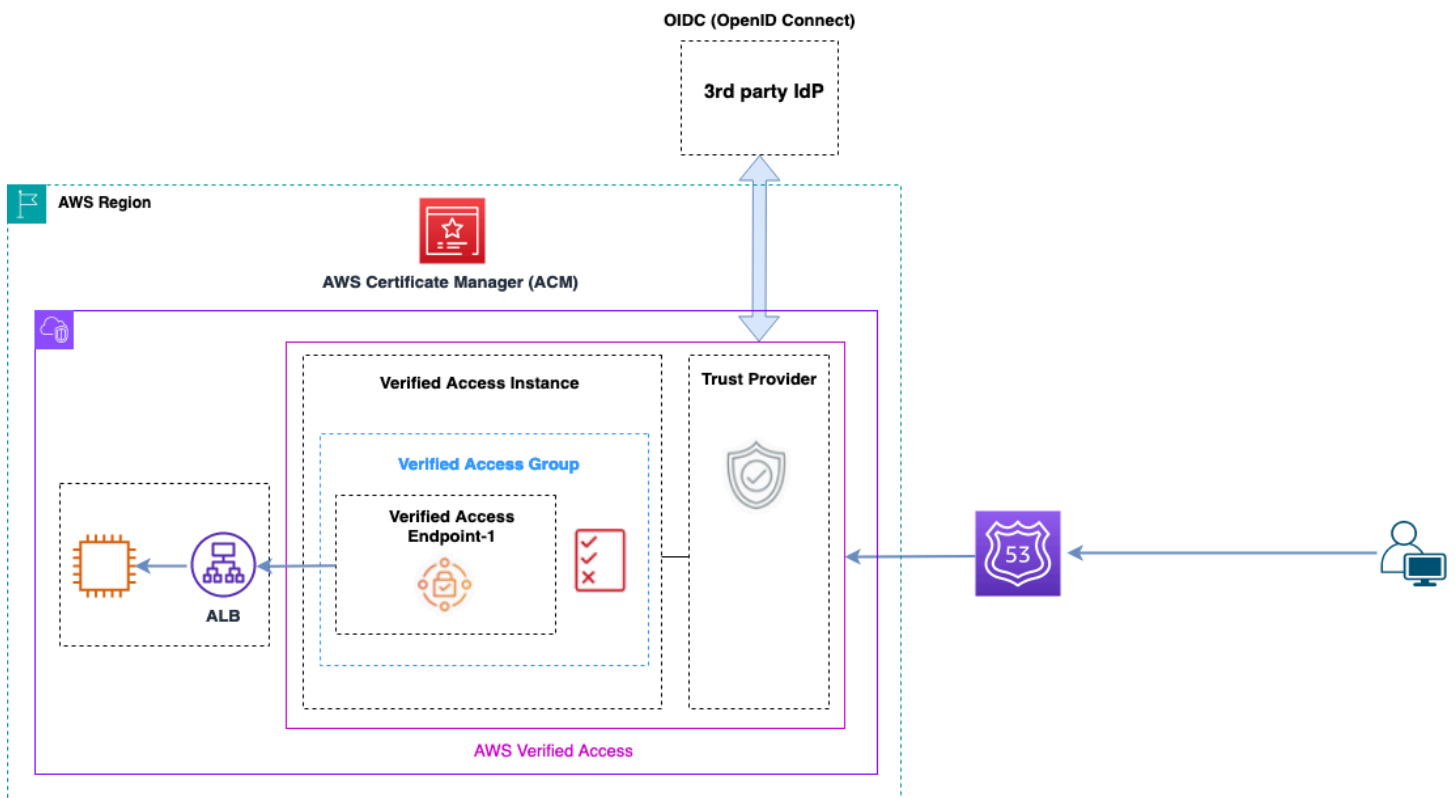 OIDC (OpenID Connect)
3rd party IdP
AWS Region
AWS Certificate Manager (ACM)
Verified Access Instance
Trust Provider
Verified Access Group
Verified Access
Endpoint-1
53
ALB
AWS Verified Access